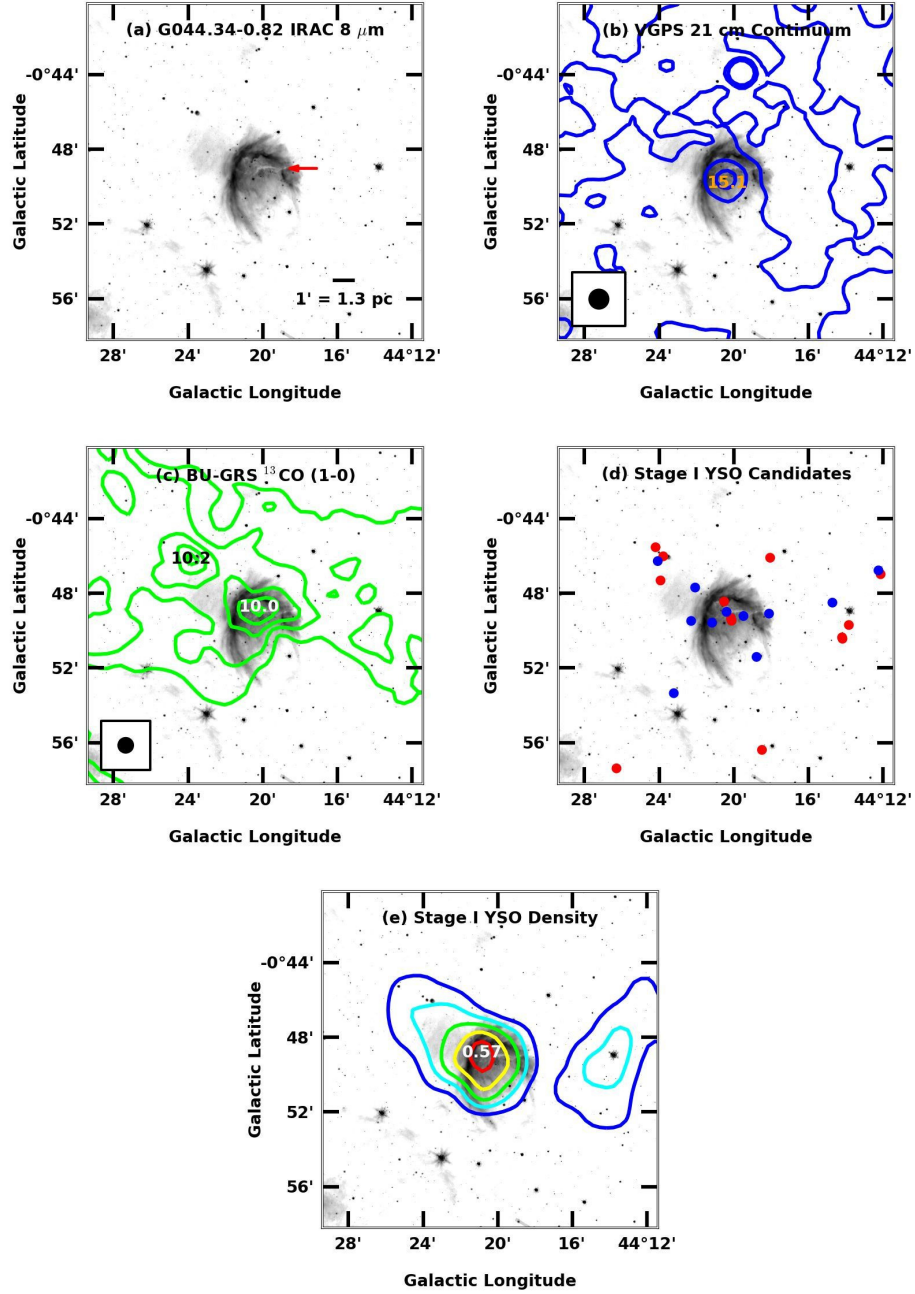 (a) G044.34-0.82 IRAC 8 μm
Galactic Latitude
-0°44'
48'
52'
56'
1' = 1.3 pc
28' 24' 20' 16' 44°12'
Galactic Longitude
(b) VGPS 21 cm Continuum
Galactic Latitude
-0°44'
48'
52'
56'
15.1
28' 24' 20' 16' 44°12'
Galactic Longitude
(c) BU-GRS ¹³CO (1-0)
Galactic Latitude
-0°44'
48'
52'
56'
10.2
10.0
28' 24' 20' 16' 44°12'
Galactic Longitude
(d) Stage I YSO Candidates
Galactic Latitude
-0°44'
48'
52'
56'
28' 24' 20' 16' 44°12'
Galactic Longitude
(e) Stage I YSO Density
Galactic Latitude
-0°44'
48'
52'
56'
0.57
28' 24' 20' 16' 44°12'
Galactic Longitude